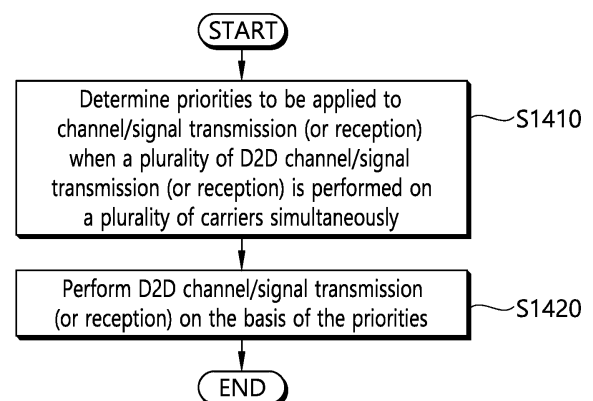 START
Determine priorities to be applied to
channel/signal transmission (or reception)
when a plurality of D2D channel/signal
transmission (or reception) is performed on
a plurality of carriers simultaneously
S1410
Perform D2D channel/signal transmission
(or reception) on the basis of the priorities
S1420
END